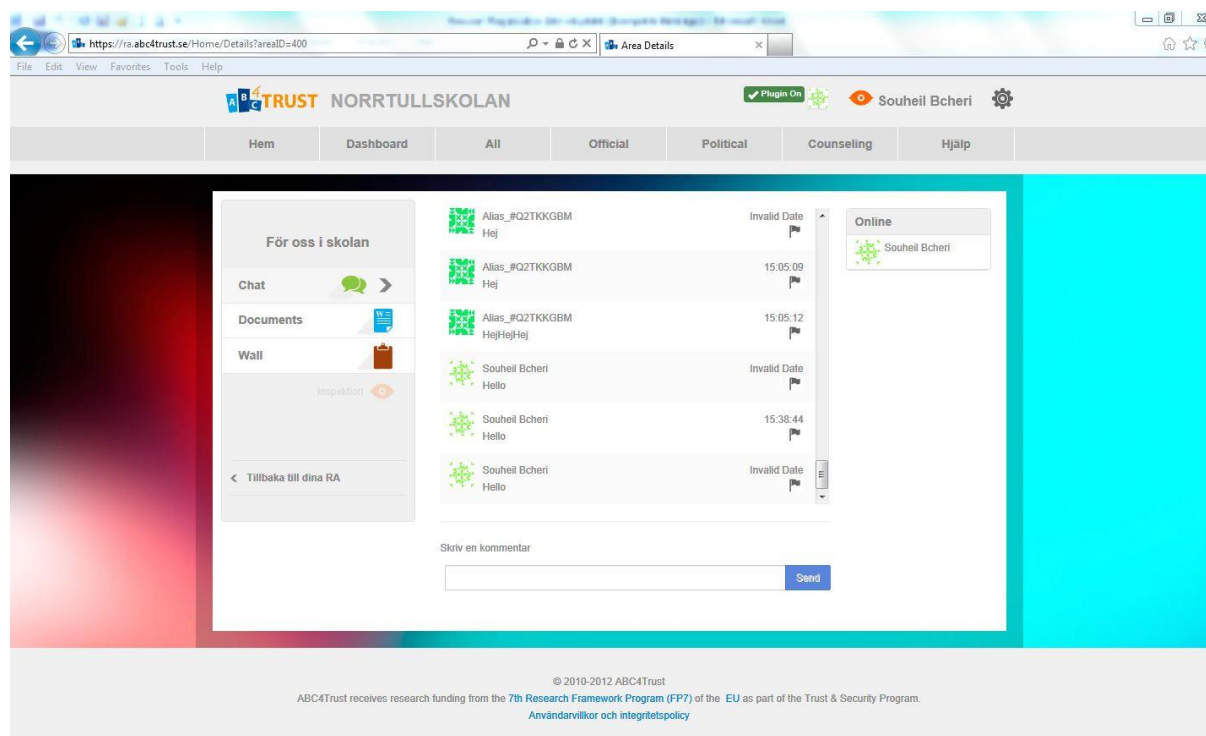 https://ra.abc4trust.se/Home/Details?areaID=400
Area Details
File Edit View Favorites Tools Help
ABC4TRUST NORRTULLSKOLAN
Plugin On
Souheil Bcheri
Hem Dashboard All Official Political Counseling Hjälp
För oss i skolan
Chat
Documents
Wall
Inspektion
Tillbaka till dina RA
Alias_#Q2TKKGBM Invalid Date
Hej
Alias_#Q2TKKGBM 15:05:09
Hej
Alias_#Q2TKKGBM 15:05:12
HejHejHej
Souheil Bcheri Invalid Date
Hello
Souheil Bcheri 15:38:44
Hello
Souheil Bcheri Invalid Date
Hello
Skriv en kommentar
Send
Online
Souheil Bcheri
© 2010-2012 ABC4Trust
ABC4Trust receives research funding from the 7th Research Framework Program (FP7) of the EU as part of the Trust & Security Program.
Användarvillkor och integritetspolicy